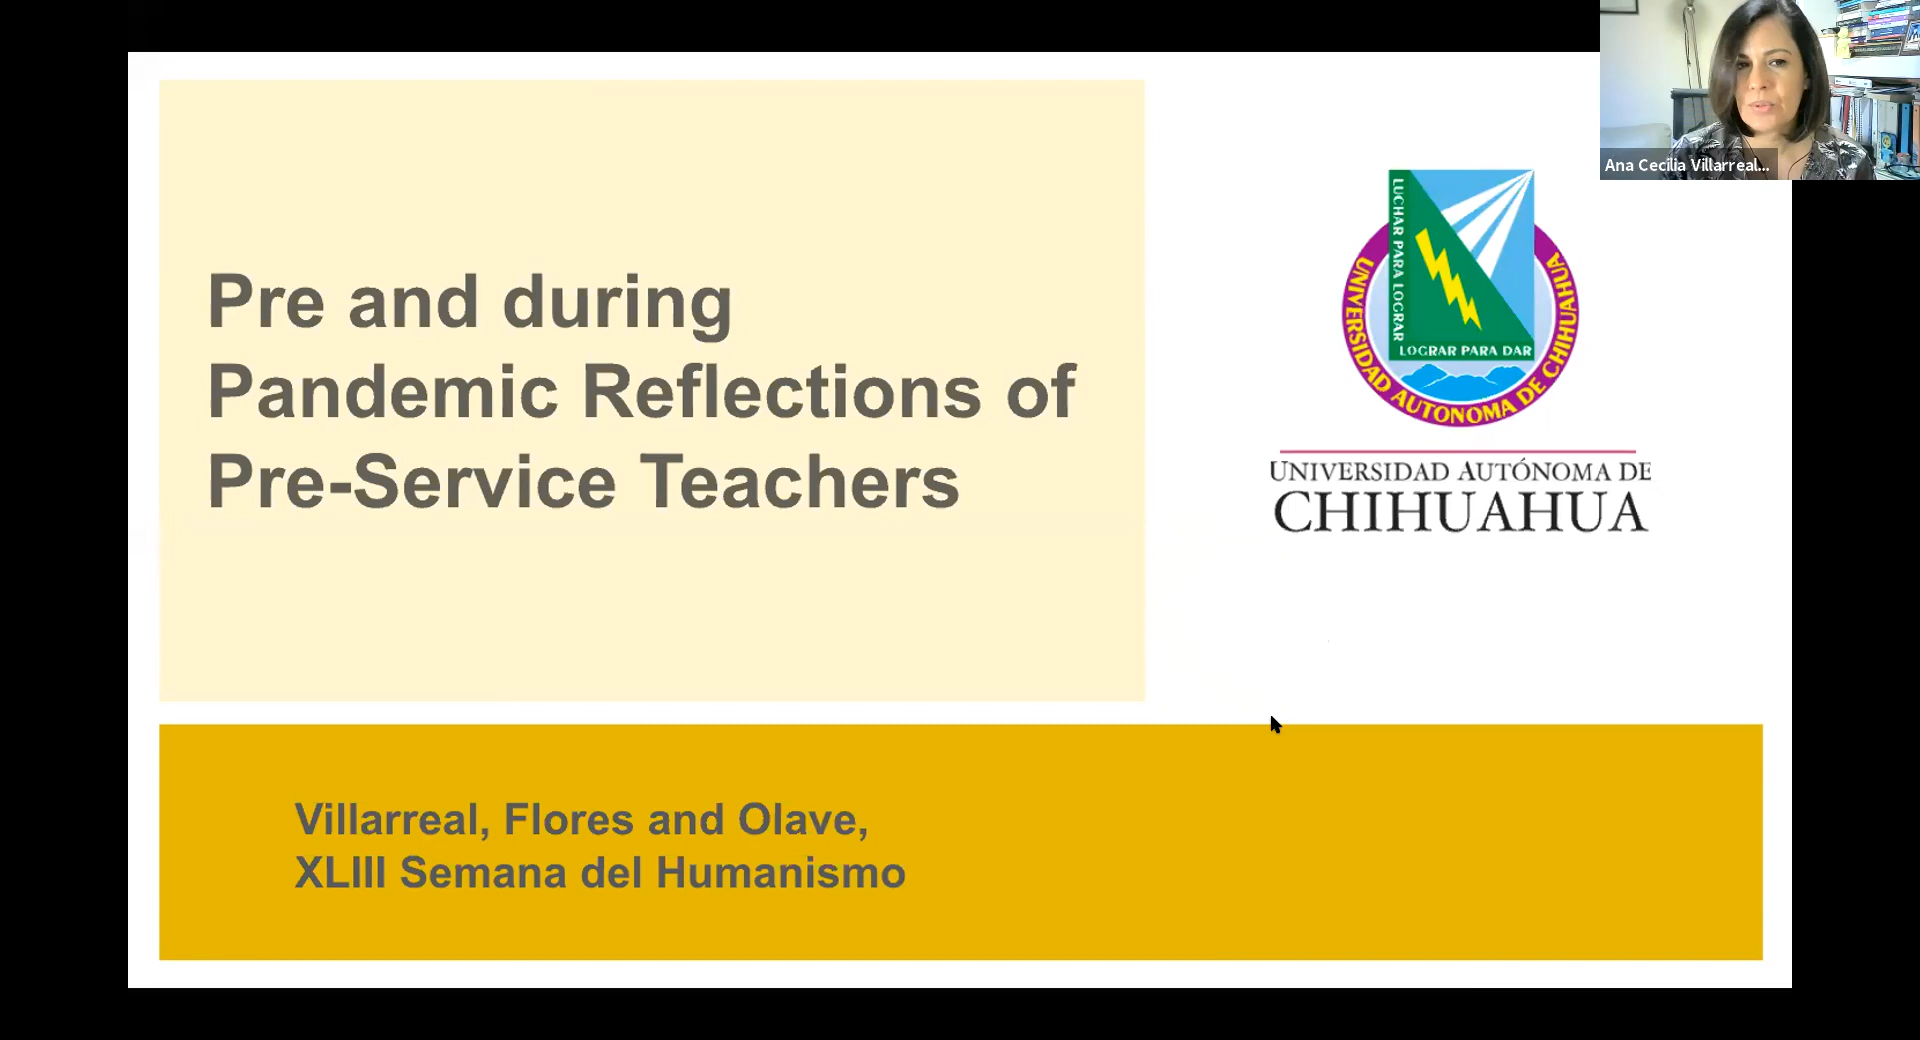 Pre and during
Pandemic Reflections of
Pre-Service Teachers
Villarreal, Flores and Olave,
XLIII Semana del Humanismo
LUCHAR PARA LOGRAR
LOGRAR PARA DAR
UNIVERSIDAD AUTONOMA DE CHIHUAHUA
UNIVERSIDAD AUTÓNOMA DE
CHIHUAHUA
Ana Cecilia Villarreal...